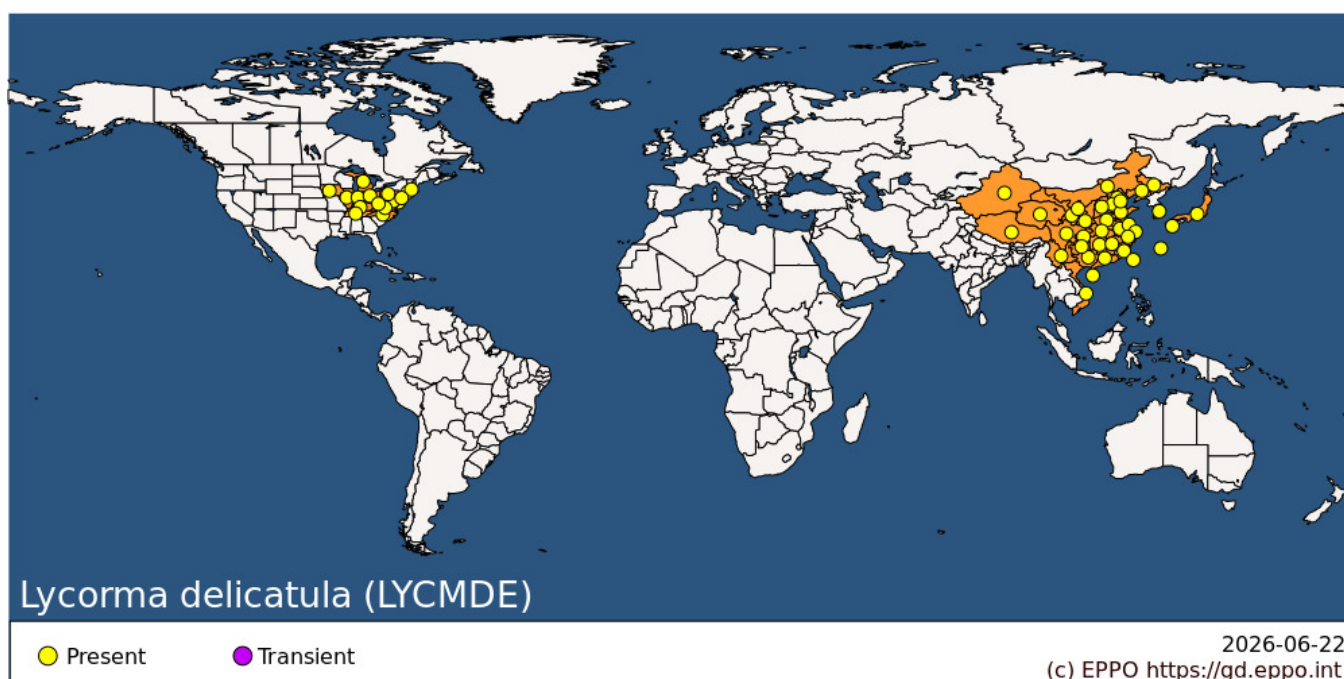 Lycorma delicatula (LYCMDE)
Present
Transient
2026-06-22
(c) EPPO https://gd.eppo.int